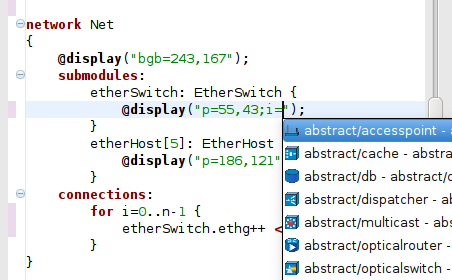 network Net
{
@display("bgb=243,167");
submodules:
etherSwitch: EtherSwitch {
@display("p=55,43;i=");
}
etherHost[5]: EtherHost
@display("p=186,121"
}
connections:
for i=0..n-1 {
etherSwitch.ethg++ <
}
}
abstract/accesspoint - a
abstract/cache - abstra
abstract/db - abstract/d
abstract/dispatcher - a
abstract/multicast - ab
abstract/opticalrouter -
abstract/opticalswitch -